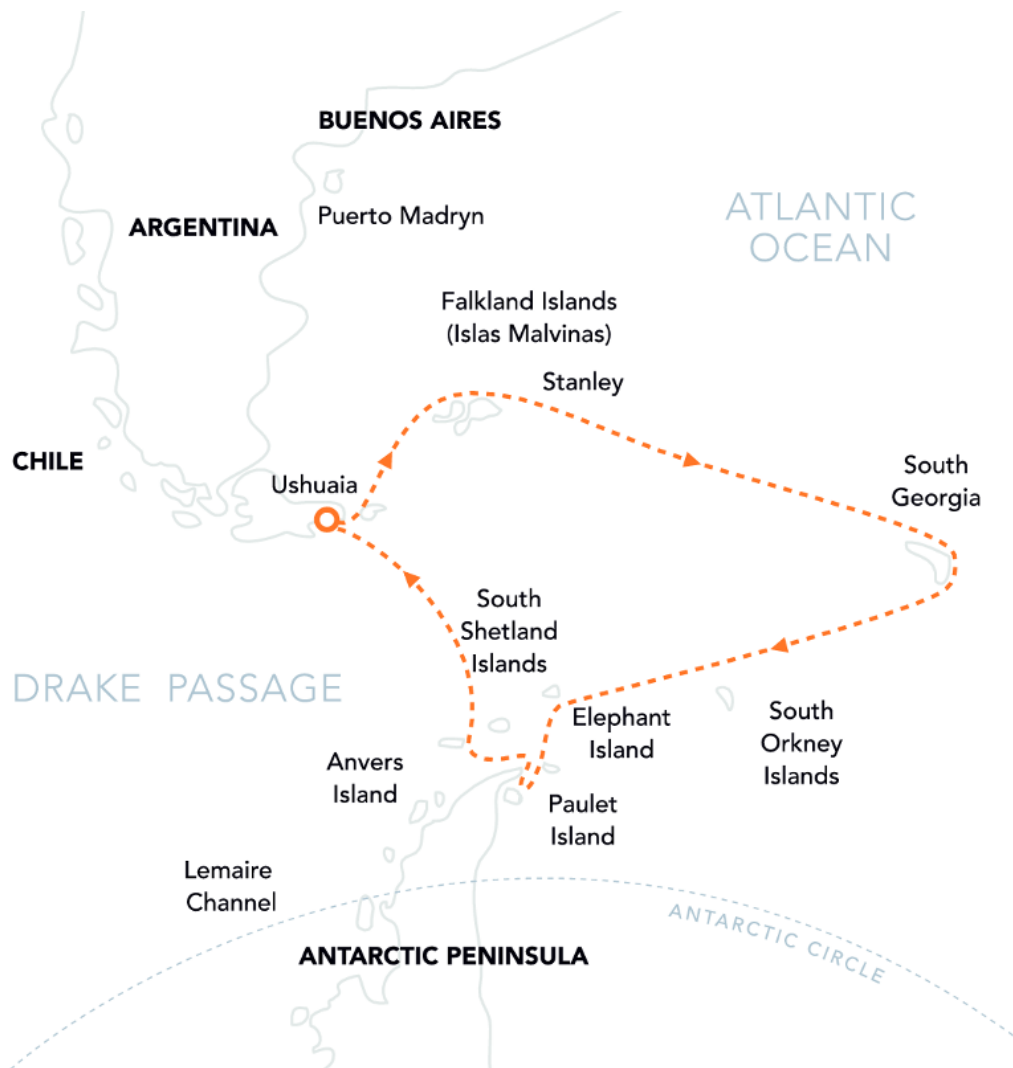 BUENOS AIRES
ARGENTINA
Puerto Madryn
ATLANTIC
OCEAN
Falkland Islands
(Islas Malvinas)
Stanley
CHILE
Ushuaia
South
Georgia
South
Shetland
Islands
DRAKE PASSAGE
Elephant
Island
South
Orkney
Islands
Anvers
Island
Paulet
Island
Lemaire
Channel
ANTARCTIC CIRCLE
ANTARCTIC PENINSULA